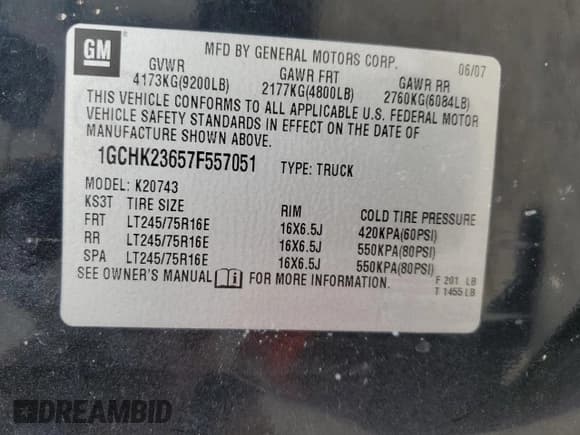 GM
MFD BY GENERAL MOTORS CORP.
06/07
GVWR GAWR FRT GAWR RR
4173KG(9200LB) 2177KG(4800LB) 2760KG(6084LB)
THIS VEHICLE CONFORMS TO ALL APPLICABLE U.S. FEDERAL MOTOR
VEHICLE SAFETY STANDARDS IN EFFECT ON THE DATE OF
MANUFACTURE SHOWN ABOVE.
1GCHK23657F557051 TYPE: TRUCK
MODEL: K20743
KS3T TIRE SIZE RIM COLD TIRE PRESSURE
FRT LT245/75R16E 16X6.5J 420KPA(60PSI)
RR LT245/75R16E 16X6.5J 550KPA(80PSI)
SPA LT245/75R16E 16X6.5J 550KPA(80PSI)
SEE OWNER'S MANUAL FOR MORE INFORMATION.
F 201 LB
T 1455 LB
DREAMBID